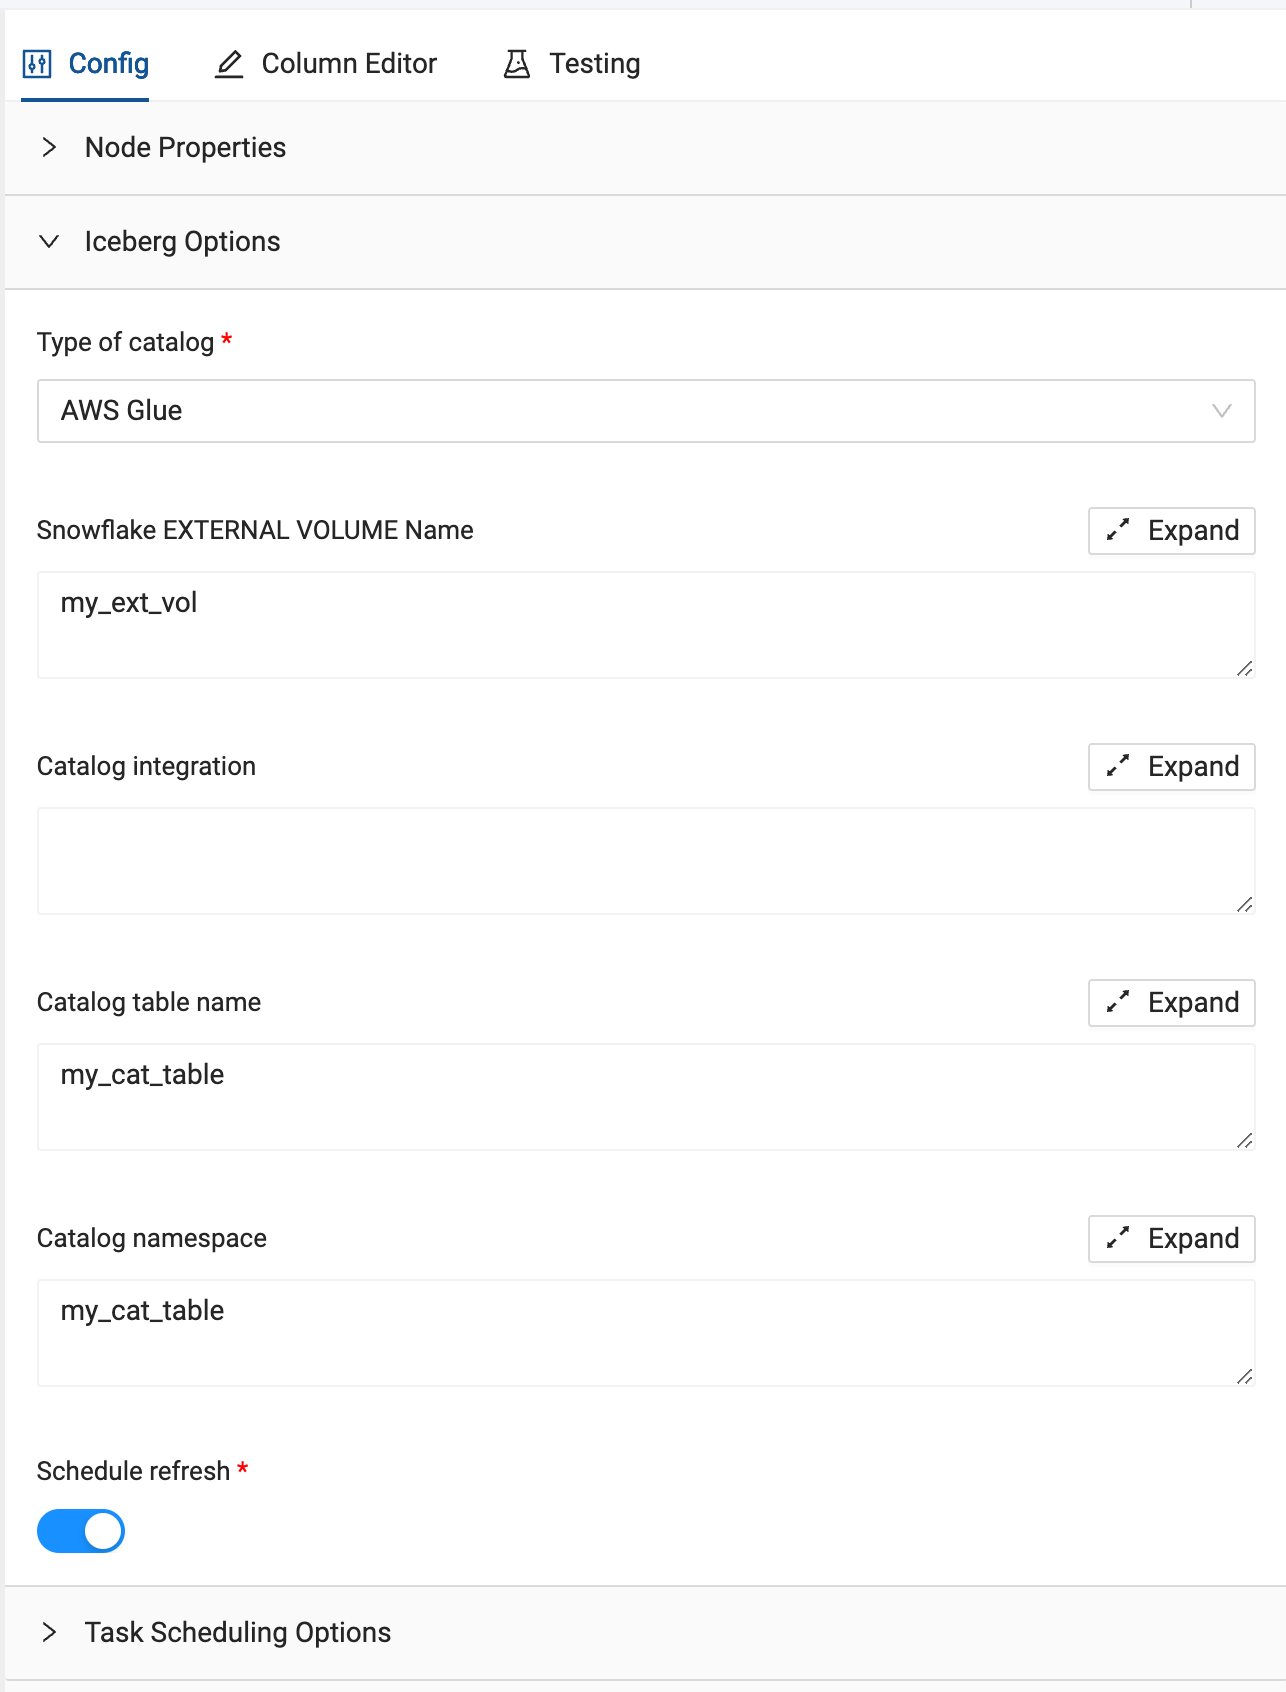 Config Column Editor Testing
Node Properties
Iceberg Options
Type of catalog *
AWS Glue
Snowflake EXTERNAL VOLUME Name Expand
my_ext_vol
Catalog integration Expand
Catalog table name Expand
my_cat_table
Catalog namespace Expand
my_cat_table
Schedule refresh *
Task Scheduling Options